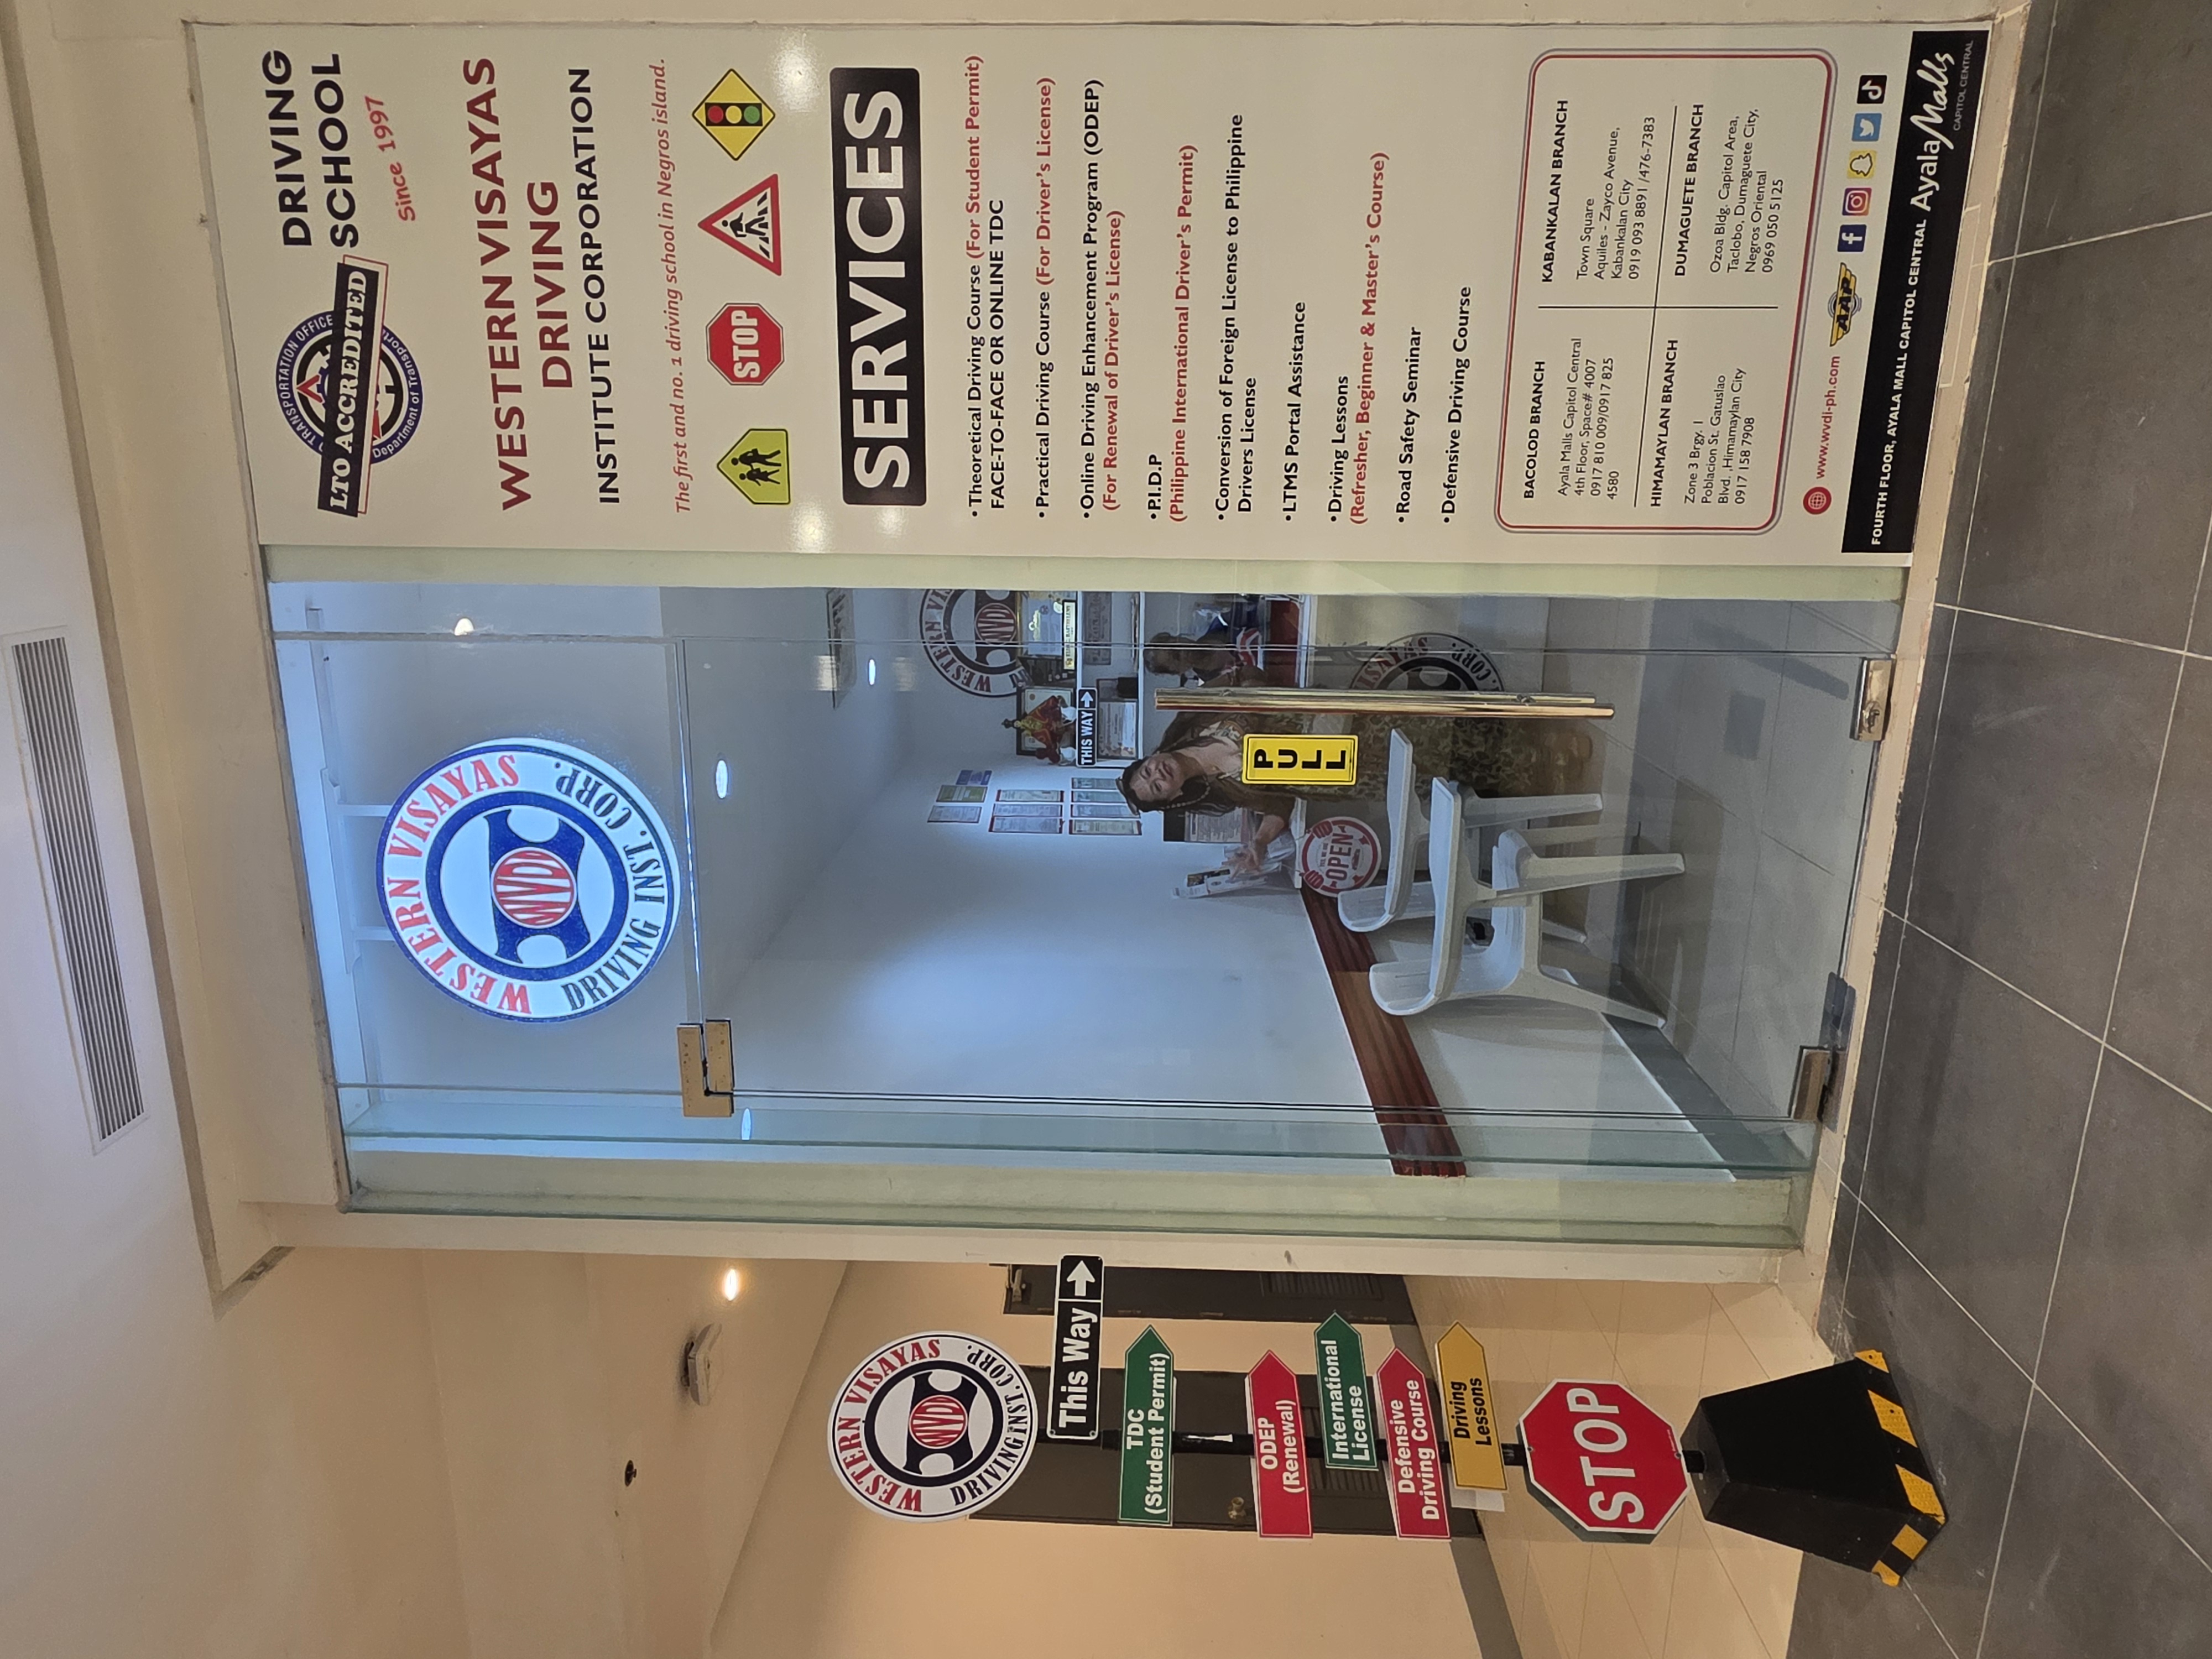 WESTERN VISAYAS
WVDI
DRIVING INST. CORP.
WESTERN VISAYAS
WVDI
DRIVING INST. CORP.
This Way
TDC
(Student Permit)
ODEP
(Renewal)
International
License
Defensive
Driving Course
Driving
Lessons
STOP
WESTERN VI
WVDI
THIS WAY
OPEN
PULL
VISAYAS
CORP.
TRANSPORTATION OFFICE
LTO ACCREDITED
Department of Transport
DRIVING
SCHOOL
Since 1997
WESTERN VISAYAS
DRIVING
INSTITUTE CORPORATION
The first and no. 1 driving school in Negros island.
STOP
SERVICES
•Theoretical Driving Course (For Student Permit)
FACE-TO-FACE OR ONLINE TDC
•Practical Driving Course (For Driver's License)
•Online Driving Enhancement Program (ODEP)
(For Renewal of Driver's License)
•P.I.D.P
(Philippine International Driver's Permit)
•Conversion of Foreign License to Philippine
Drivers License
•LTMS Portal Assistance
•Driving Lessons
(Refresher, Beginner & Master's Course)
•Road Safety Seminar
•Defensive Driving Course
BACOLOD BRANCH
Ayala Malls Capitol Central
4th Floor, Space# 4007
0917 810 009/0917 825
4580
KABANKALAN BRANCH
Town Square
Aquiles - Zayco Avenue,
Kabankalan City
0919 093 8891 /476-7383
HIMAMAYLAN BRANCH
Zone 3 Brgy. 1
Poblacion St. Gatuslao
Blvd. ,Himamaylan City
0917 158 7908
DUMAGUETE BRANCH
Ozoa Bldg. Capitol Area,
Taclobo, Dumaguete City,
Negros Oriental
0969 050 5125
www.wvdi-ph.com
AAP
FOURTH FLOOR, AYALA MALL CAPITOL CENTRAL
Ayala Malls
CAPITOL CENTRAL